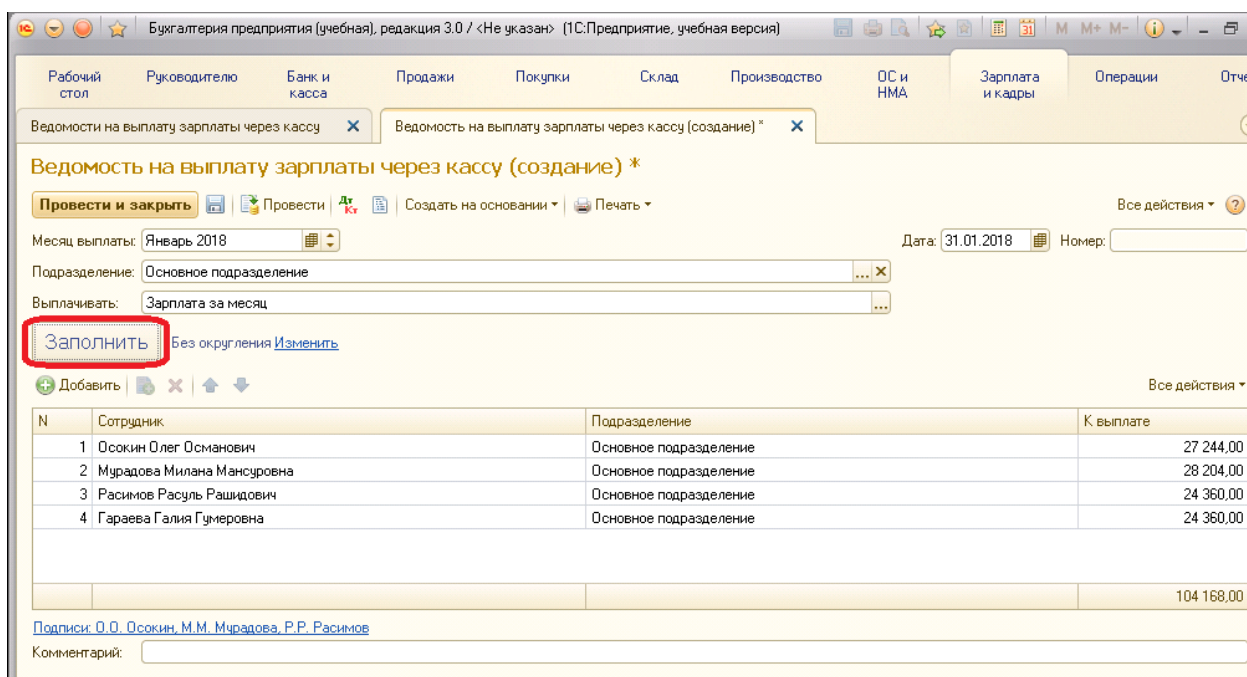 Бухгалтерия предприятия (учебная), редакция 3.0 / <Не указан> (1С:Предприятие, учебная версия) 31 M M+ M-
Рабочий стол Руководителю Банк и касса Продажи Покупки Склад Производство ОС и НМА Зарплата и кадры Операции Отче
Ведомости на выплату зарплаты через кассу Ведомость на выплату зарплаты через кассу (создание) *
Ведомость на выплату зарплаты через кассу (создание) *
Провести и закрыть Провести Дт Кт Создать на основании Печать Все действия ?
Месяц выплаты: Январь 2018 Дата: 31.01.2018 Номер:
Подразделение: Основное подразделение ...
Выплачивать: Зарплата за месяц ...
Заполнить Без округления Изменить
Добавить Все действия
N Сотрудник Подразделение К выплате
1 Осокин Олег Османович Основное подразделение 27 244,00
2 Мурадова Милана Мансуровна Основное подразделение 28 204,00
3 Расимов Расуль Рашидович Основное подразделение 24 360,00
4 Гараева Галия Гумеровна Основное подразделение 24 360,00
104 168,00
Подписи: О.О. Осокин, М.М. Мурадова, Р.Р. Расимов
Комментарий: